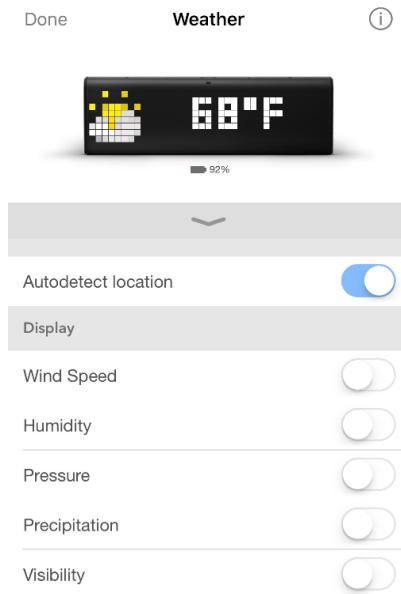 Done
Weather
68°F
92%
Autodetect location
Display
Wind Speed
Humidity
Pressure
Precipitation
Visibility